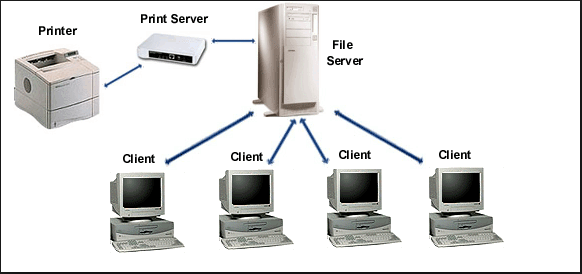 Print Server
Printer
File
Server
Client
Client
Client
Client